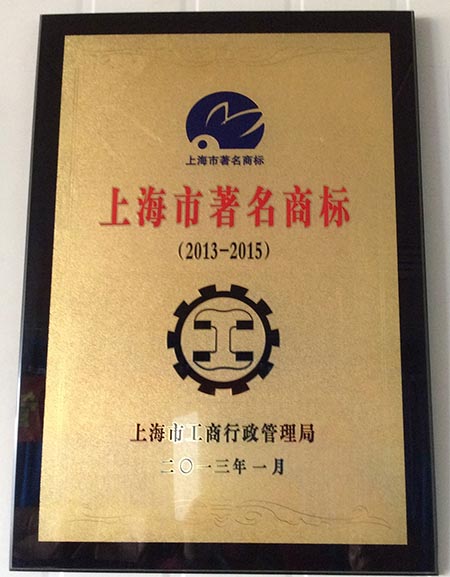 上海市著名商标
上海市著名商标
(2013-2015)
上海市工商行政管理局
二〇一三年一月